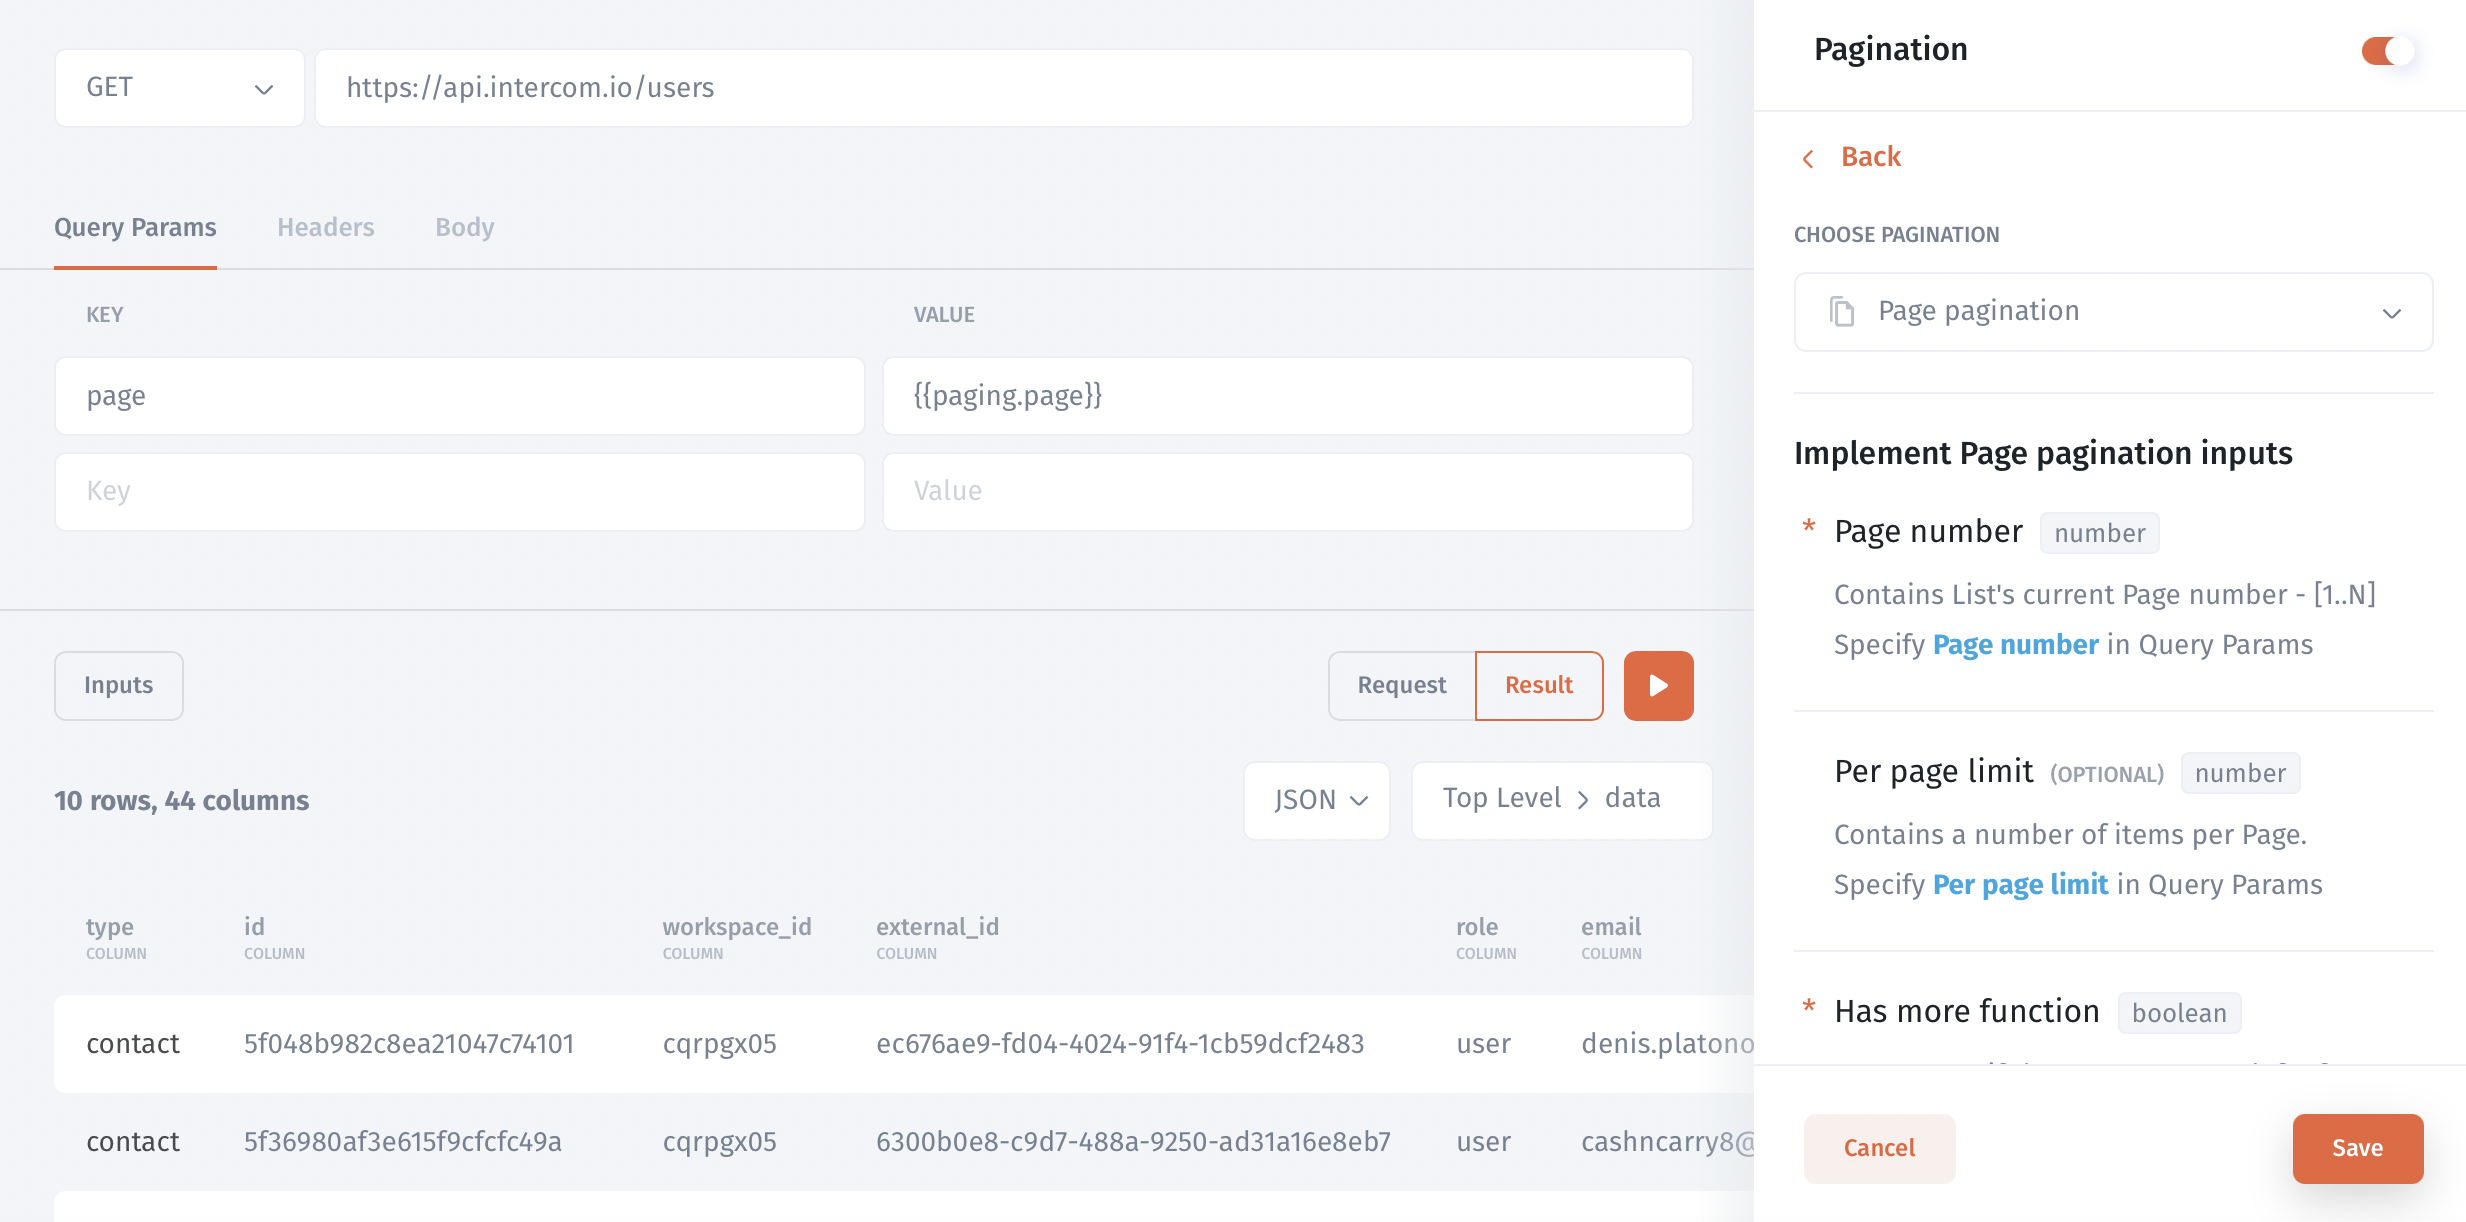 GET
https://api.intercom.io/users
Query Params
Headers
Body
KEY
VALUE
page
{{paging.page}}
Key
Value
Inputs
Request
Result
10 rows, 44 columns
JSON
Top Level > data
type
COLUMN
id
COLUMN
workspace_id
COLUMN
external_id
COLUMN
role
COLUMN
email
COLUMN
contact
5f048b982c8ea21047c74101
cqrpgx05
ec676ae9-fd04-4024-91f4-1cb59dcf2483
user
denis.platono
contact
5f36980af3e615f9cfcfc49a
cqrpgx05
6300b0e8-c9d7-488a-9250-ad31a16e8eb7
user
cashncarry8@
Pagination
Back
CHOOSE PAGINATION
Page pagination
Implement Page pagination inputs
* Page number number
Contains List's current Page number - [1..N]
Specify Page number in Query Params
Per page limit (OPTIONAL) number
Contains a number of items per Page.
Specify Per page limit in Query Params
* Has more function boolean
Cancel
Save